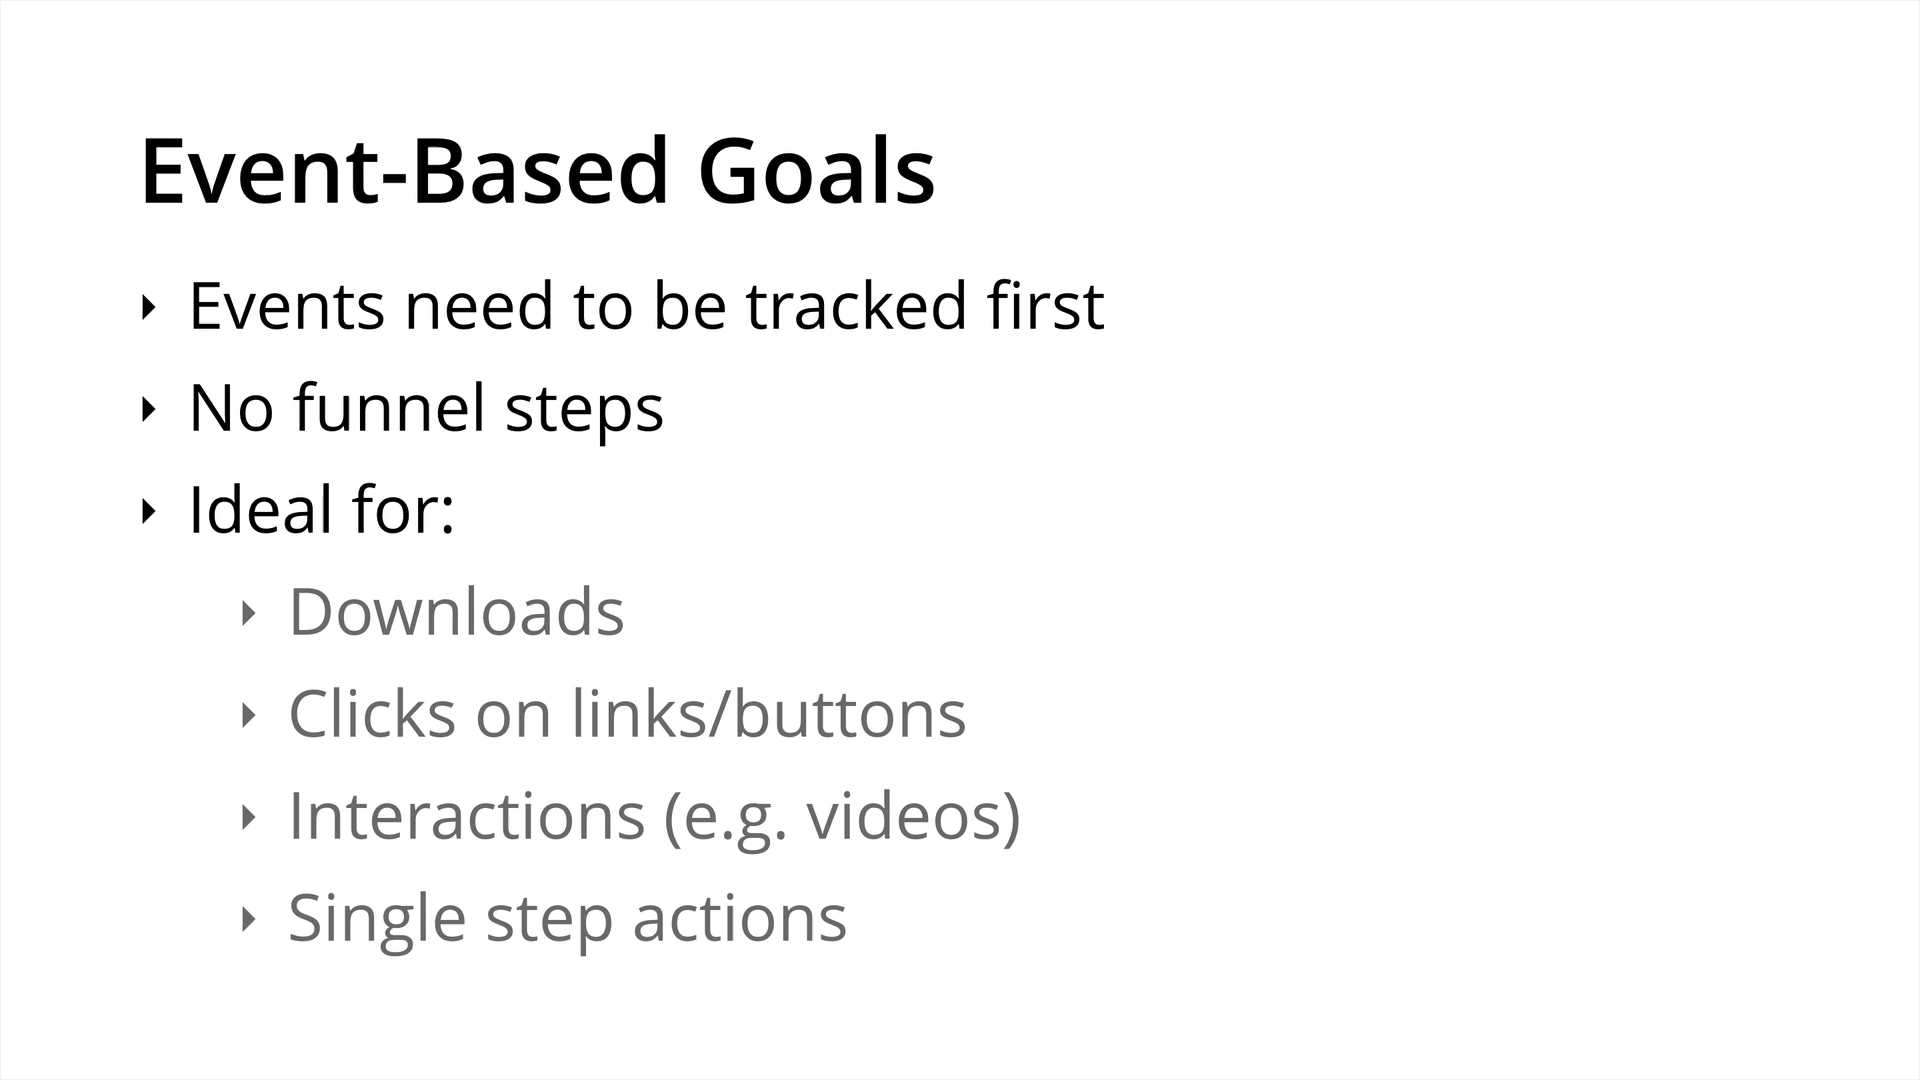 Event-Based Goals
‣ Events need to be tracked first
‣ No funnel steps
‣ Ideal for:
‣ Downloads
‣ Clicks on links/buttons
‣ Interactions (e.g. videos)
‣ Single step actions